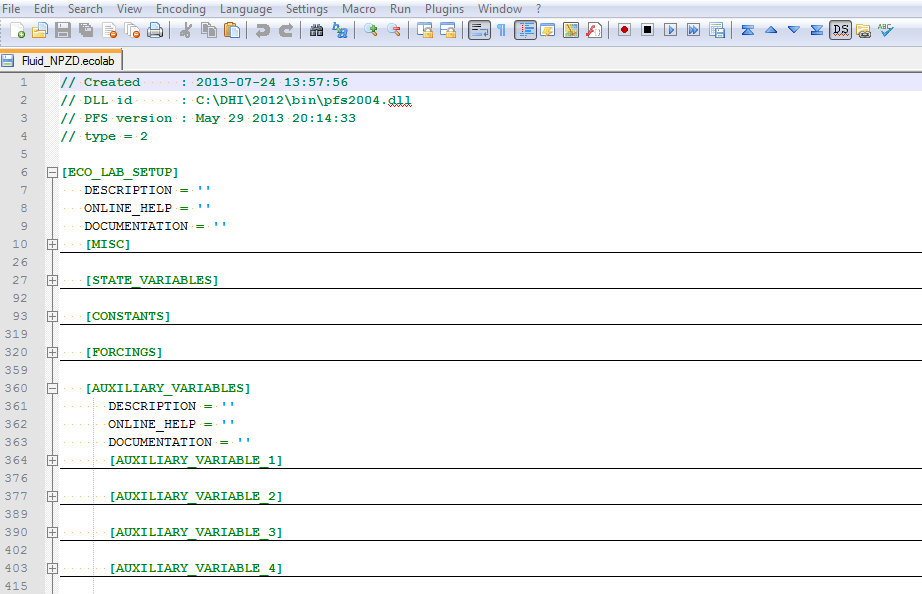 File Edit Search View Encoding Language Settings Macro Run Plugins Window ?
DS ABC
Fluid_NPZD.ecolab
1 // Created : 2013-07-24 13:57:56
2 // DLL id : C:\DHI\2012\bin\pfs2004.dll
3 // PFS version : May 29 2013 20:14:33
4 // type = 2
5
6 [ECO_LAB_SETUP]
7 DESCRIPTION = ''
8 ONLINE_HELP = ''
9 DOCUMENTATION = ''
10 [MISC]
26
27 [STATE_VARIABLES]
92
93 [CONSTANTS]
319
320 [FORCINGS]
359
360 [AUXILIARY_VARIABLES]
361 DESCRIPTION = ''
362 ONLINE_HELP = ''
363 DOCUMENTATION = ''
364 [AUXILIARY_VARIABLE_1]
376
377 [AUXILIARY_VARIABLE_2]
389
390 [AUXILIARY_VARIABLE_3]
402
403 [AUXILIARY_VARIABLE_4]
415